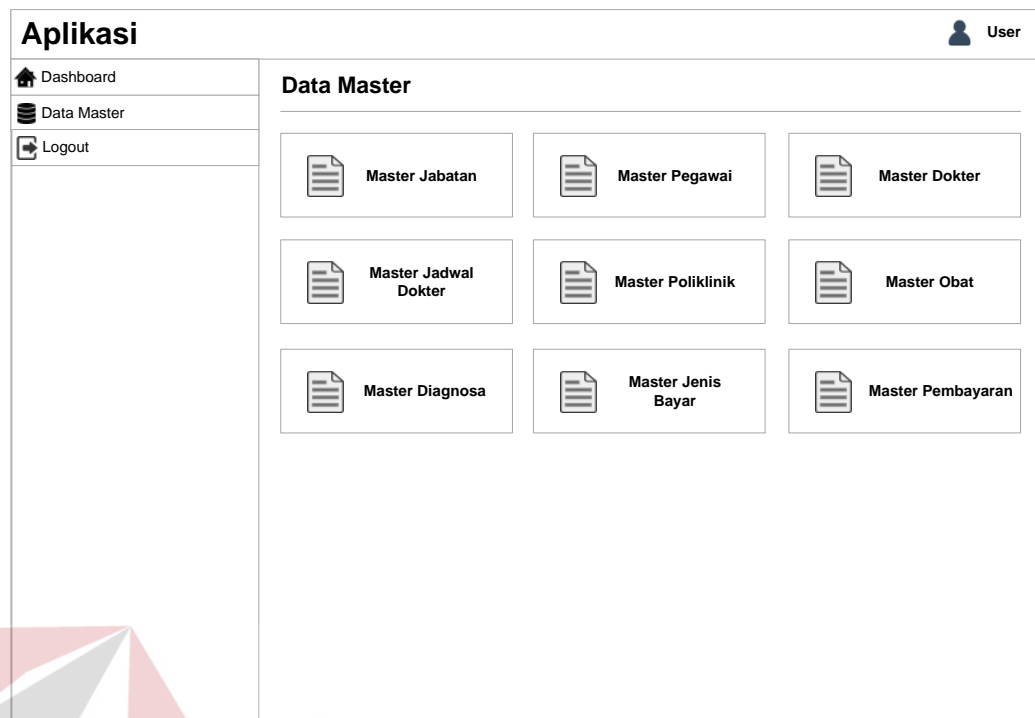 Aplikasi
User
Dashboard
Data Master
Logout
Data Master
Master Jabatan
Master Pegawai
Master Dokter
Master Jadwal
Dokter
Master Poliklinik
Master Obat
Master Diagnosa
Master Jenis
Bayar
Master Pembayaran